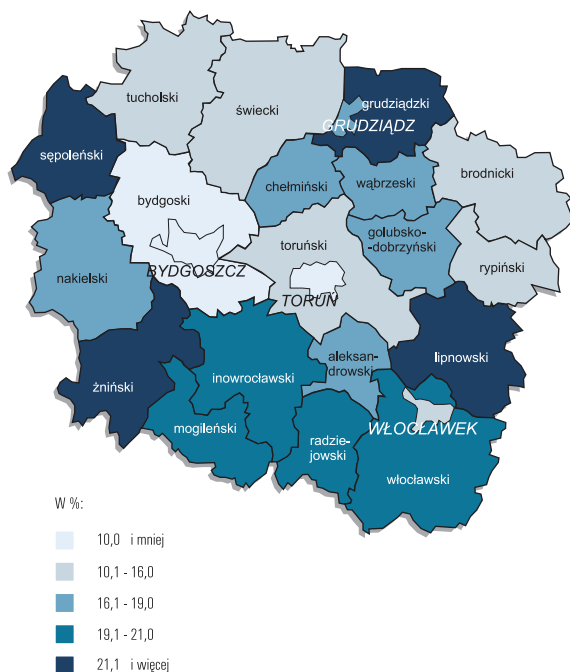 tucholski
świecki
grudziądzki
GRUDZIĄDZ
sępoleński
brodnicki
chełmiński
wąbrzeski
bydgoski
golubsko-
-dobrzyński
toruński
rypiński
BYDGOSZCZ
nakielski
TORUŃ
aleksan-
drowski
lipnowski
inowrocławski
żniński
WŁOCŁAWEK
mogileński
radzie-
jowski
włocławski
W %:
10,0 i mniej
10,1 - 16,0
16,1 - 19,0
19,1 - 21,0
21,1 i więcej